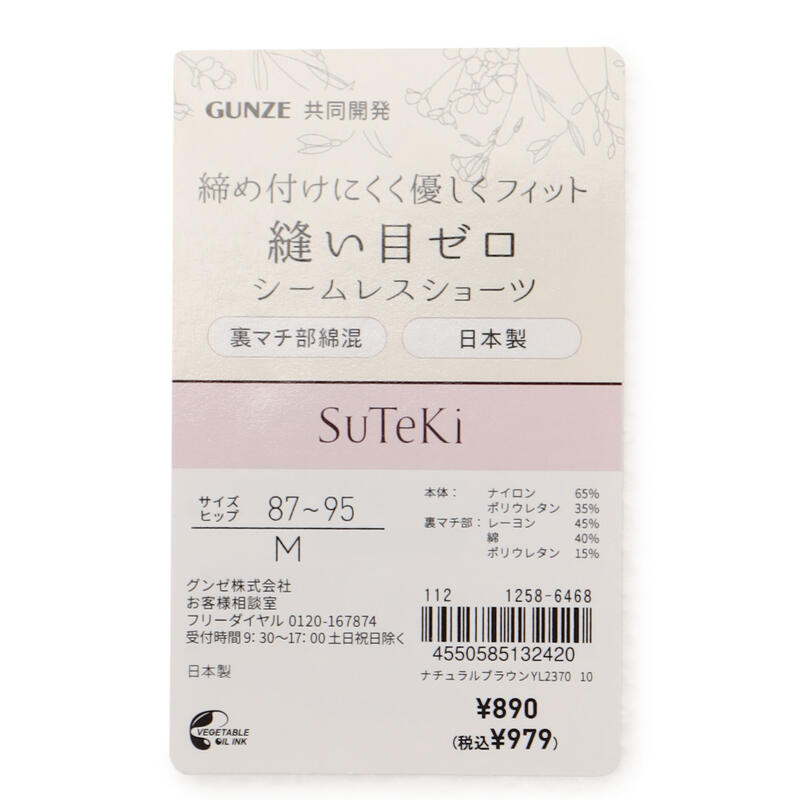 GUNZE 共同開発
締め付けにくく優しくフィット
縫い目ゼロ
シームレスショーツ
裏マチ部綿混 日本製
SuTeKi
サイズ
ヒップ 87~95
M
本体: ナイロン 65%
ポリウレタン 35%
裏マチ部: レーヨン 45%
綿 40%
ポリウレタン 15%
グンゼ株式会社
お客様相談室
フリーダイヤル 0120-167874
受付時間 9:30~17:00 土日祝日除く
日本製
VEGETABLE
OIL INK
112 1258-6468
4550585132420
ナチュラルブラウンYL2370 10
¥890
(税込¥979)